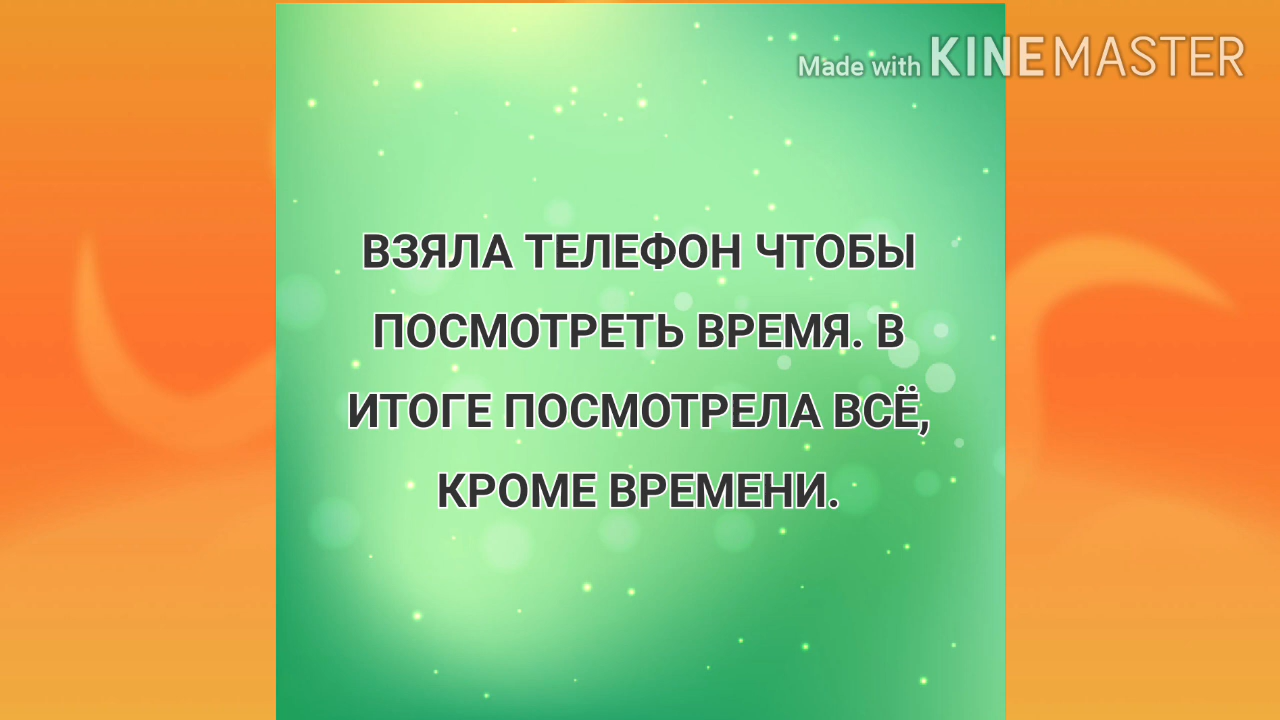 Made with KINEMASTER
ВЗЯЛА ТЕЛЕФОН ЧТОБЫ
ПОСМОТРЕТЬ ВРЕМЯ. В
ИТОГЕ ПОСМОТРЕЛА ВСЁ,
КРОМЕ ВРЕМЕНИ.